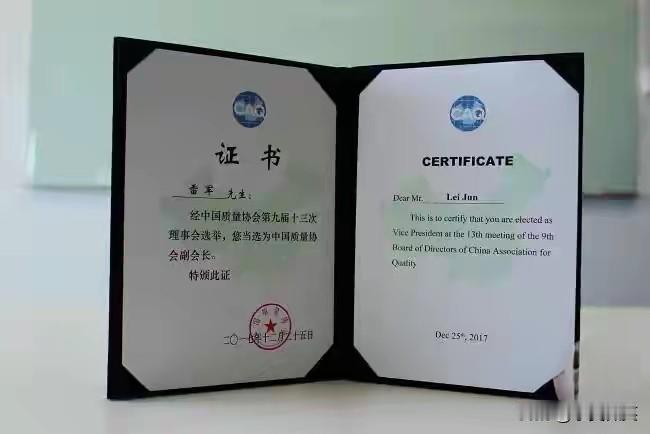 CAQ
证书
雷军 先生:
经中国质量协会第九届十三次
理事会选举,您当选为中国质量协
会副会长。
特颁此证
二〇一七年十二月二十五日
CAQ
CERTIFICATE
Dear Mr. Lei Jun
This is to certify that you are elected as
Vice President at the 13th meeting of the 9th
Board of Directors of China Association for
Quality
Dec 25th, 2017